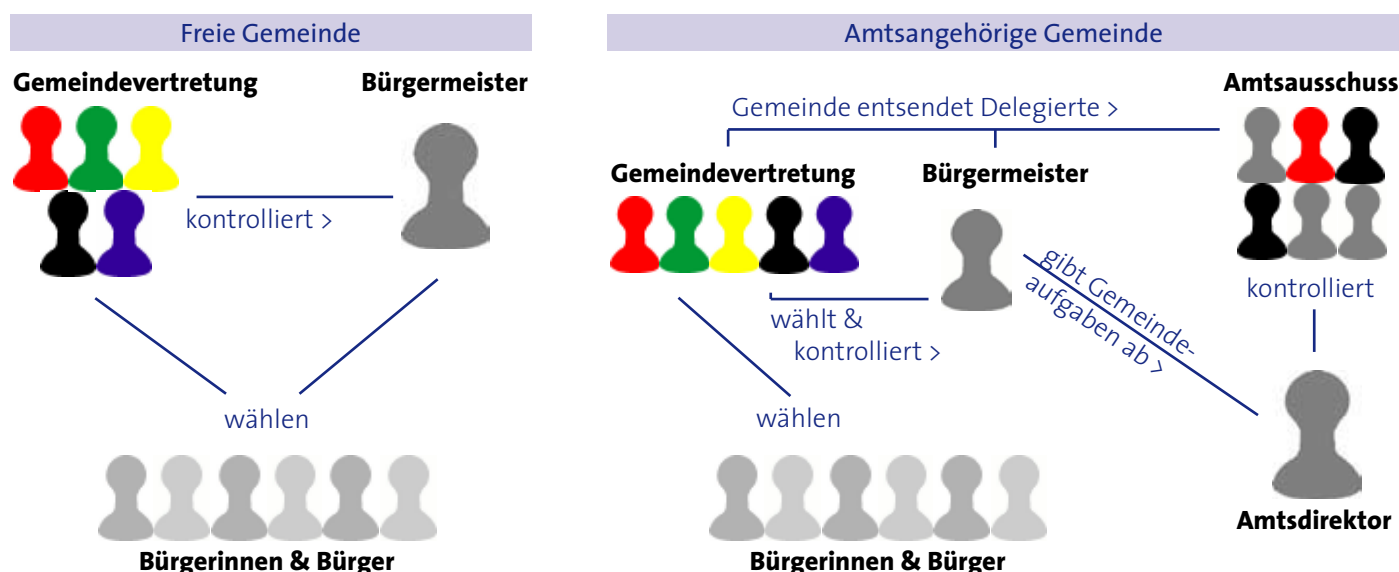 Freie Gemeinde
Gemeindevertretung
Bürgermeister
kontrolliert >
wählen
Bürgerinnen & Bürger
Amtsangehörige Gemeinde
Amtsausschuss
Gemeinde entsendet Delegierte >
Gemeindevertretung
Bürgermeister
wählt &
kontrolliert >
gibt Gemeinde-
aufgaben ab >
kontrolliert
wählen
Amtsdirektor
Bürgerinnen & Bürger